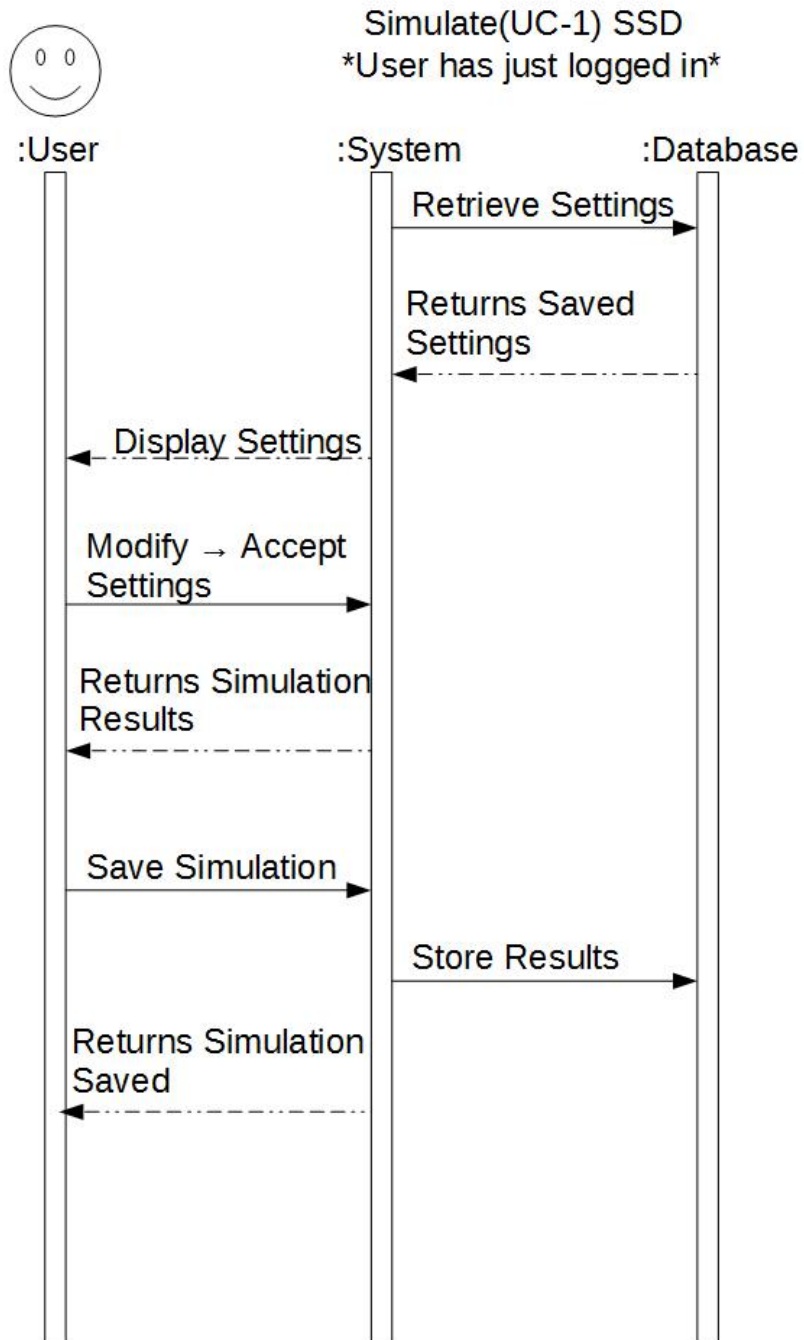 Simulate(UC-1) SSD
*User has just logged in*
:User
:System
:Database
Retrieve Settings
Returns Saved
Settings
Display Settings
Modify → Accept
Settings
Returns Simulation
Results
Save Simulation
Store Results
Returns Simulation
Saved